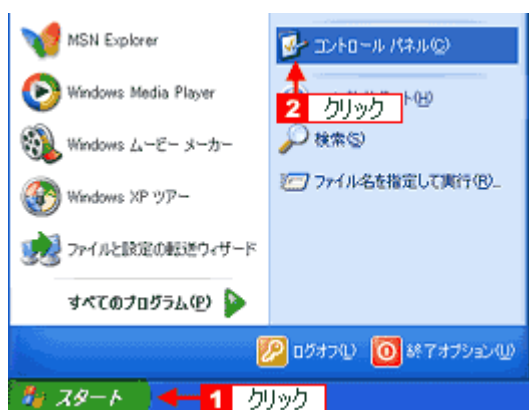 MSN Explorer
Windows Media Player
Windows ムービー メーカー
Windows XP ツアー
ファイルと設定の転送ウィザード
すべてのプログラム(P)
コントロール パネル(C)
2 クリック
(H)
検索(S)
ファイル名を指定して実行(R)...
ログオフ(L)
終了オプション(U)
スタート
1 クリック